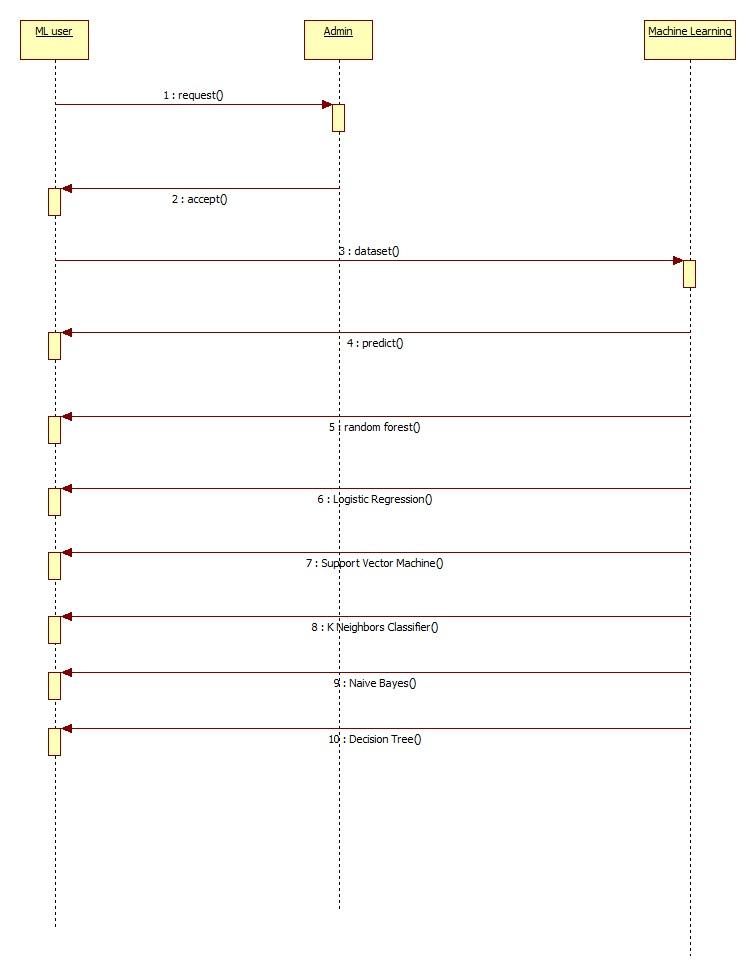 ML user
Admin
Machine Learning
1 : request()
2 : accept()
3 : dataset()
4 : predict()
5 : random forest()
6 : Logistic Regression()
7 : Support Vector Machine()
8 : K Neighbors Classifier()
9 : Naive Bayes()
10 : Decision Tree()